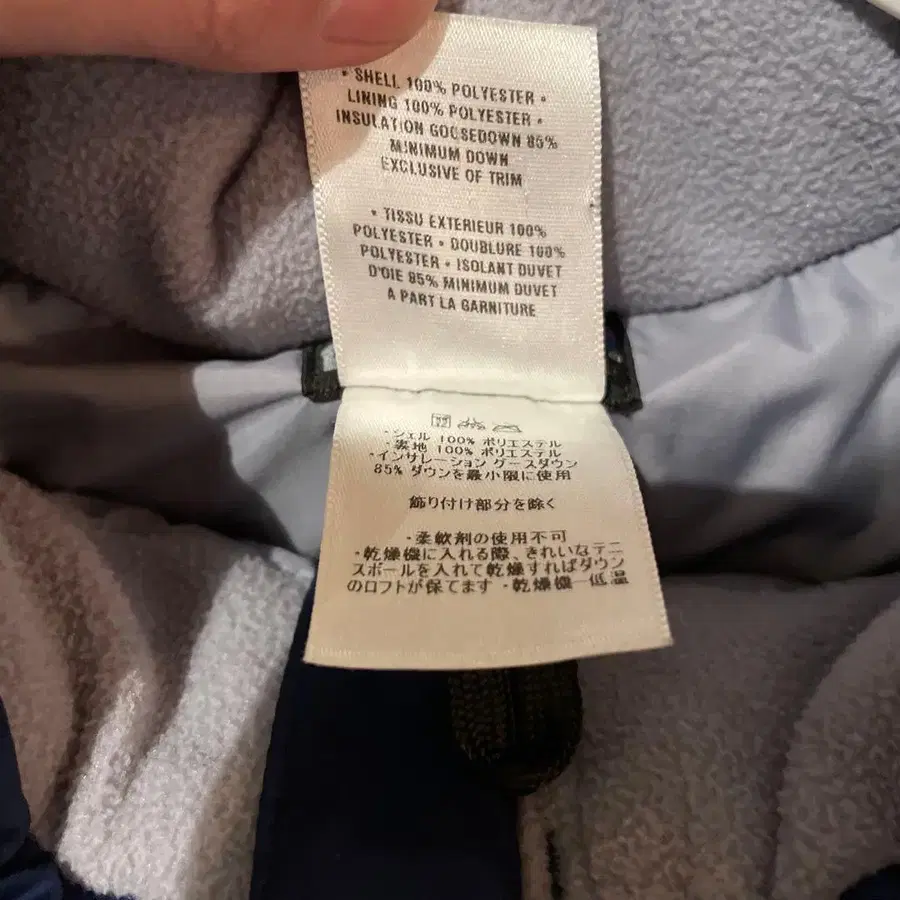 • SHELL 100% POLYESTER •
LINING 100% POLYESTER •
INSULATION GOOSEDOWN 85%
MINIMUM DOWN
EXCLUSIVE OF TRIM
• TISSU EXTERIEUR 100%
POLYESTER • DOUBLURE 100%
POLYESTER • ISOLANT DUVET
D'OIE 85% MINIMUM DUVET
A PART LA GARNITURE
・シェル 100% ポリエステル
・裏地 100% ポリエステル
・インサレーション グースダウン
85% ダウンを最小限に使用
飾り付け部分を除く
・柔軟剤の使用不可
・乾燥機に入れる際、きれいなテニ
スボールを入れて乾燥すればダウン
のロフトが保てます ・乾燥機―低温